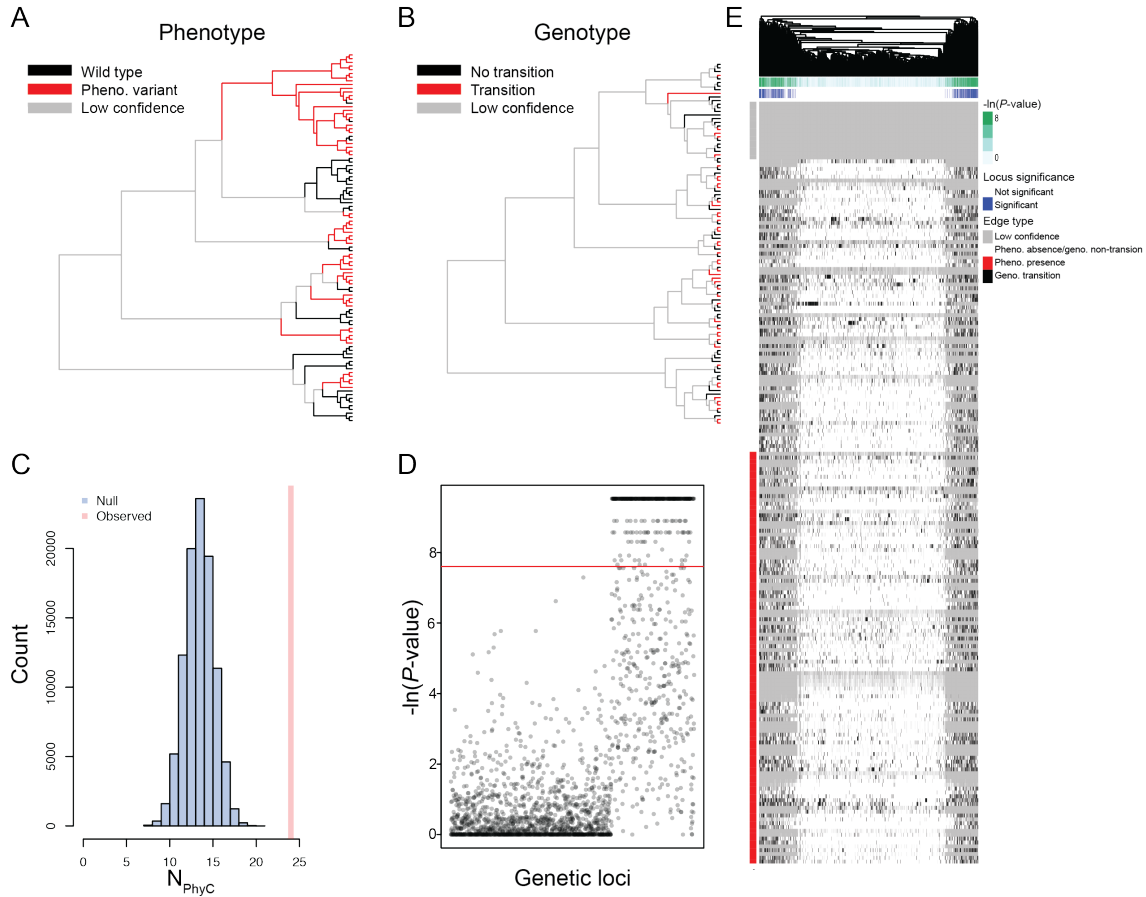 A
Phenotype
Wild type
Pheno. variant
Low confidence
B
Genotype
No transition
Transition
Low confidence
C
Null
Observed
Count
0
5000
10000
15000
20000
0
5
10
15
20
25
NPhyC
D
-ln(P-value)
0
2
4
6
8
Genetic loci
E
-ln(P-value)
8
0
Locus significance
Not significant
Significant
Edge type
Low confidence
Pheno. absence/geno. non-transion
Pheno. presence
Geno. transition